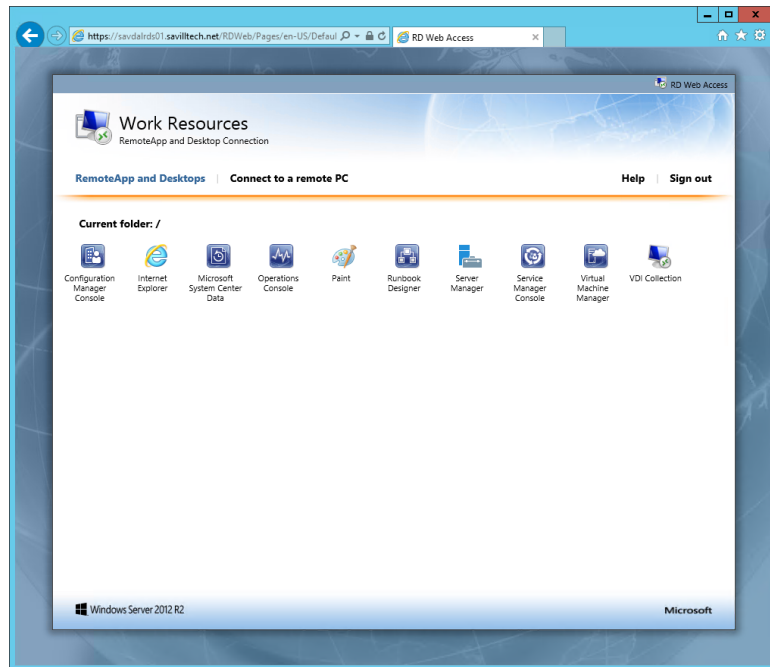 https://savdalrds01.savilltech.net/RDWeb/Pages/en-US/Defaul
RD Web Access
RD Web Access
Work Resources
RemoteApp and Desktop Connection
RemoteApp and Desktops | Connect to a remote PC
Help | Sign out
Current folder: /
Configuration Manager Console
Internet Explorer
Microsoft System Center Data
Operations Console
Paint
Runbook Designer
Server Manager
Service Manager Console
Virtual Machine Manager
VDI Collection
Windows Server 2012 R2
Microsoft